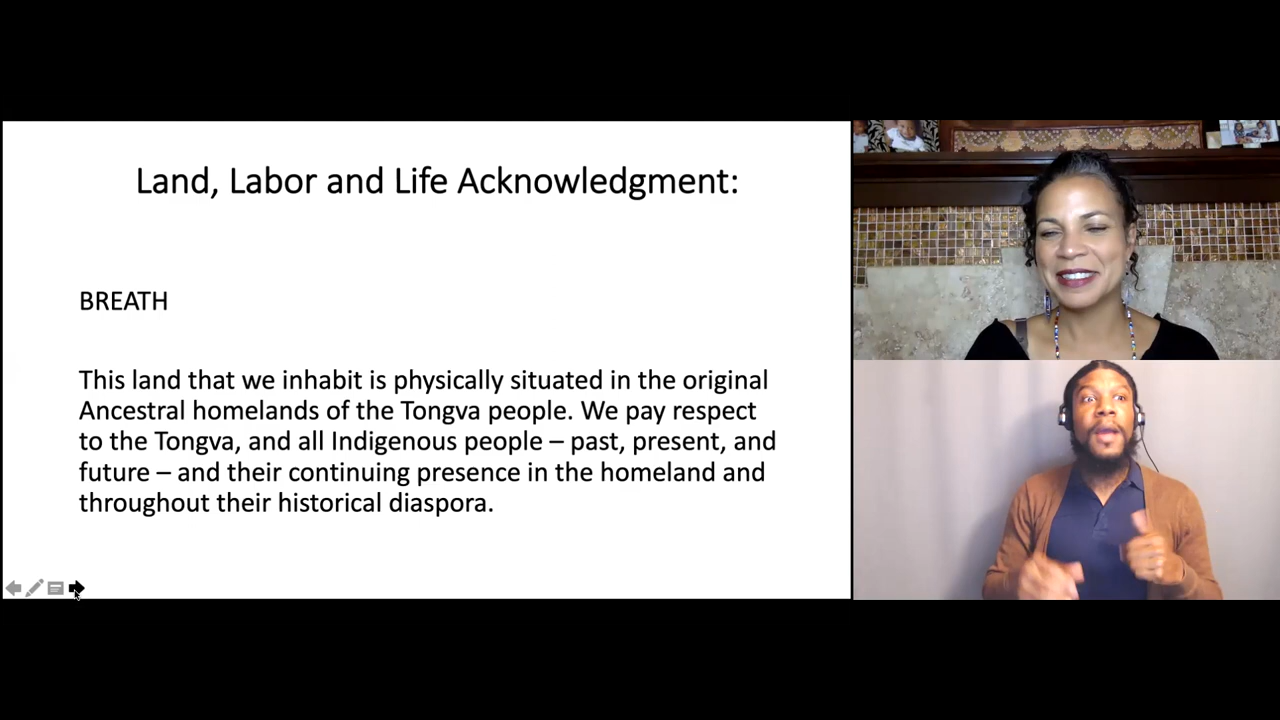 Land, Labor and Life Acknowledgment:
BREATH
This land that we inhabit is physically situated in the original
Ancestral homelands of the Tongva people. We pay respect
to the Tongva, and all Indigenous people – past, present, and
future – and their continuing presence in the homeland and
throughout their historical diaspora.